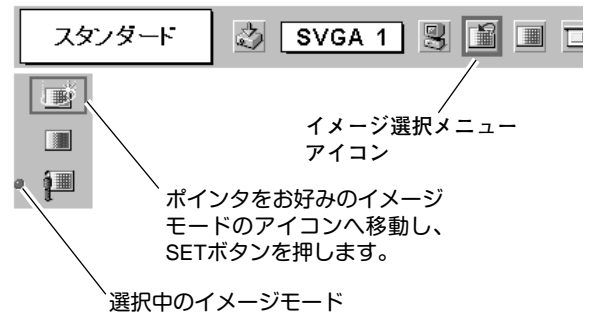 スタンダード
SVGA 1
イメージ選択メニュー
アイコン
ポインタをお好みのイメージ
モードのアイコンへ移動し、
SETボタンを押します。
選択中のイメージモード